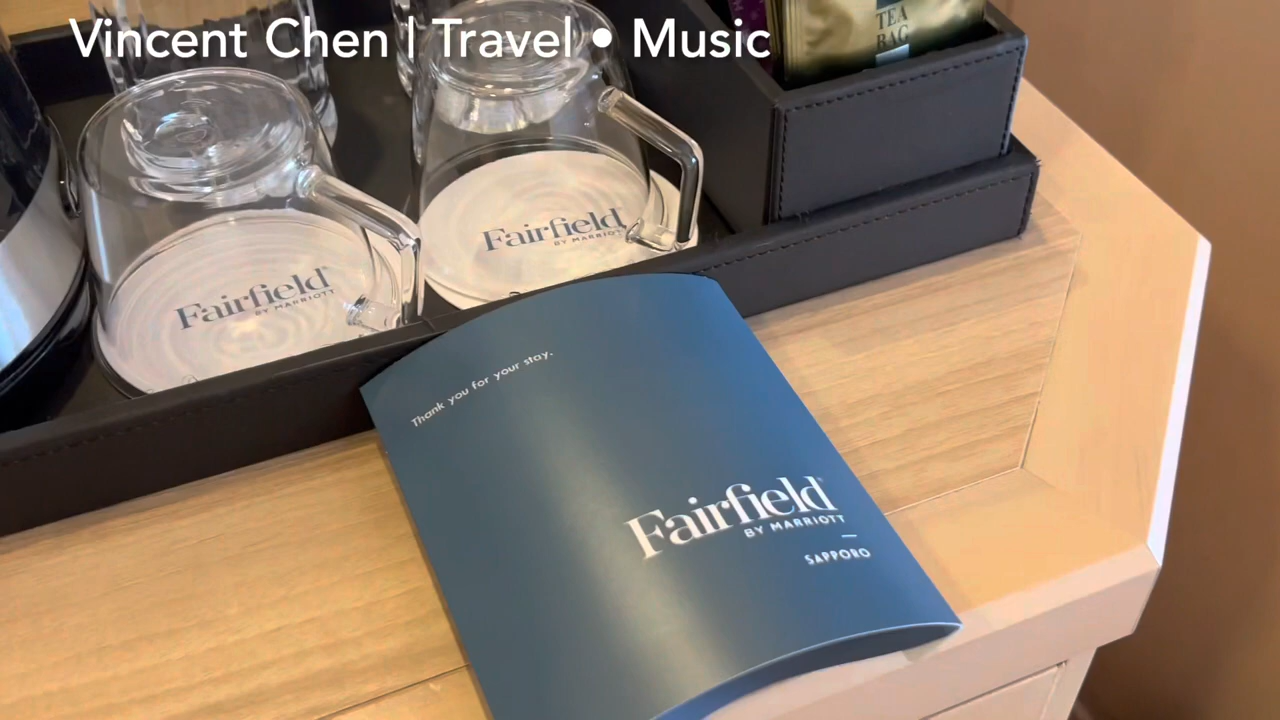 Vincent Chen | Travel • Music
TEA
BAG
Fairfield
BY MARRIOTT
Fairfield
BY MARRIOTT
Thank you for your stay.
Fairfield
BY MARRIOTT
SAPPORO